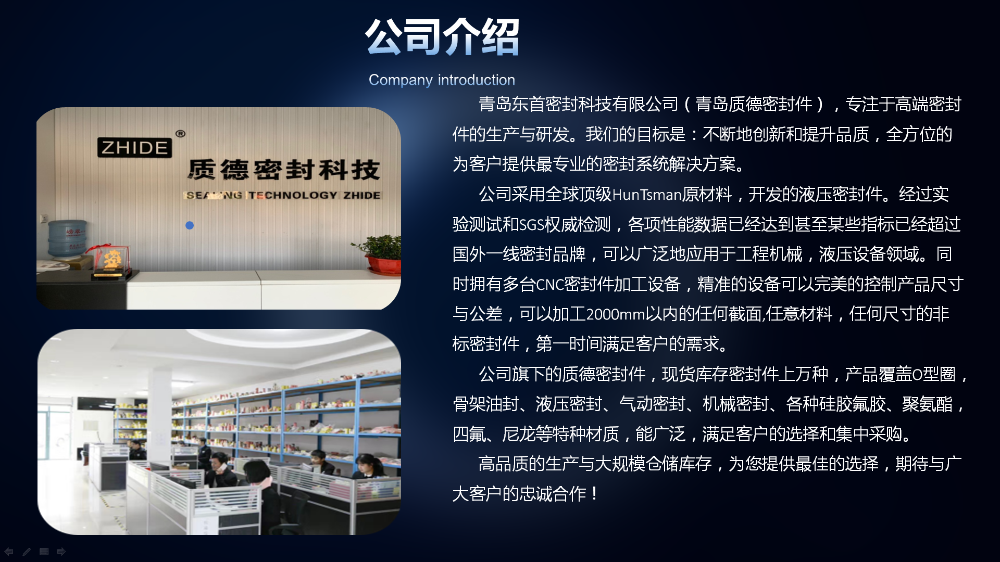 公司介绍
Company introduction
ZHIDE
®
质德密封科技
TECHNOLOGY ZHIDE
青岛东首密封科技有限公司（青岛质德密封件），专注于高端密封
件的生产与研发。我们的目标是：不断地创新和提升品质，全方位的
为客户提供最专业的密封系统解决方案。
公司采用全球顶级HunTsman原材料，开发的液压密封件。经过实
验测试和SGS权威检测，各项性能数据已经达到甚至某些指标已经超过
国外一线密封品牌，可以广泛地应用于工程机械，液压设备领域。同
时拥有多台CNC密封件加工设备，精准的设备可以完美的控制产品尺寸
与公差，可以加工2000mm以内的任何截面,任意材料，任何尺寸的非
标密封件，第一时间满足客户的需求。
公司旗下的质德密封件，现货库存密封件上万种，产品覆盖O型圈，
骨架油封、液压密封、气动密封、机械密封、各种硅胶氟胶、聚氨酯，
四氟、尼龙等特种材质，能广泛，满足客户的选择和集中采购。
高品质的生产与大规模仓储库存，为您提供最佳的选择，期待与广
大客户的忠诚合作！